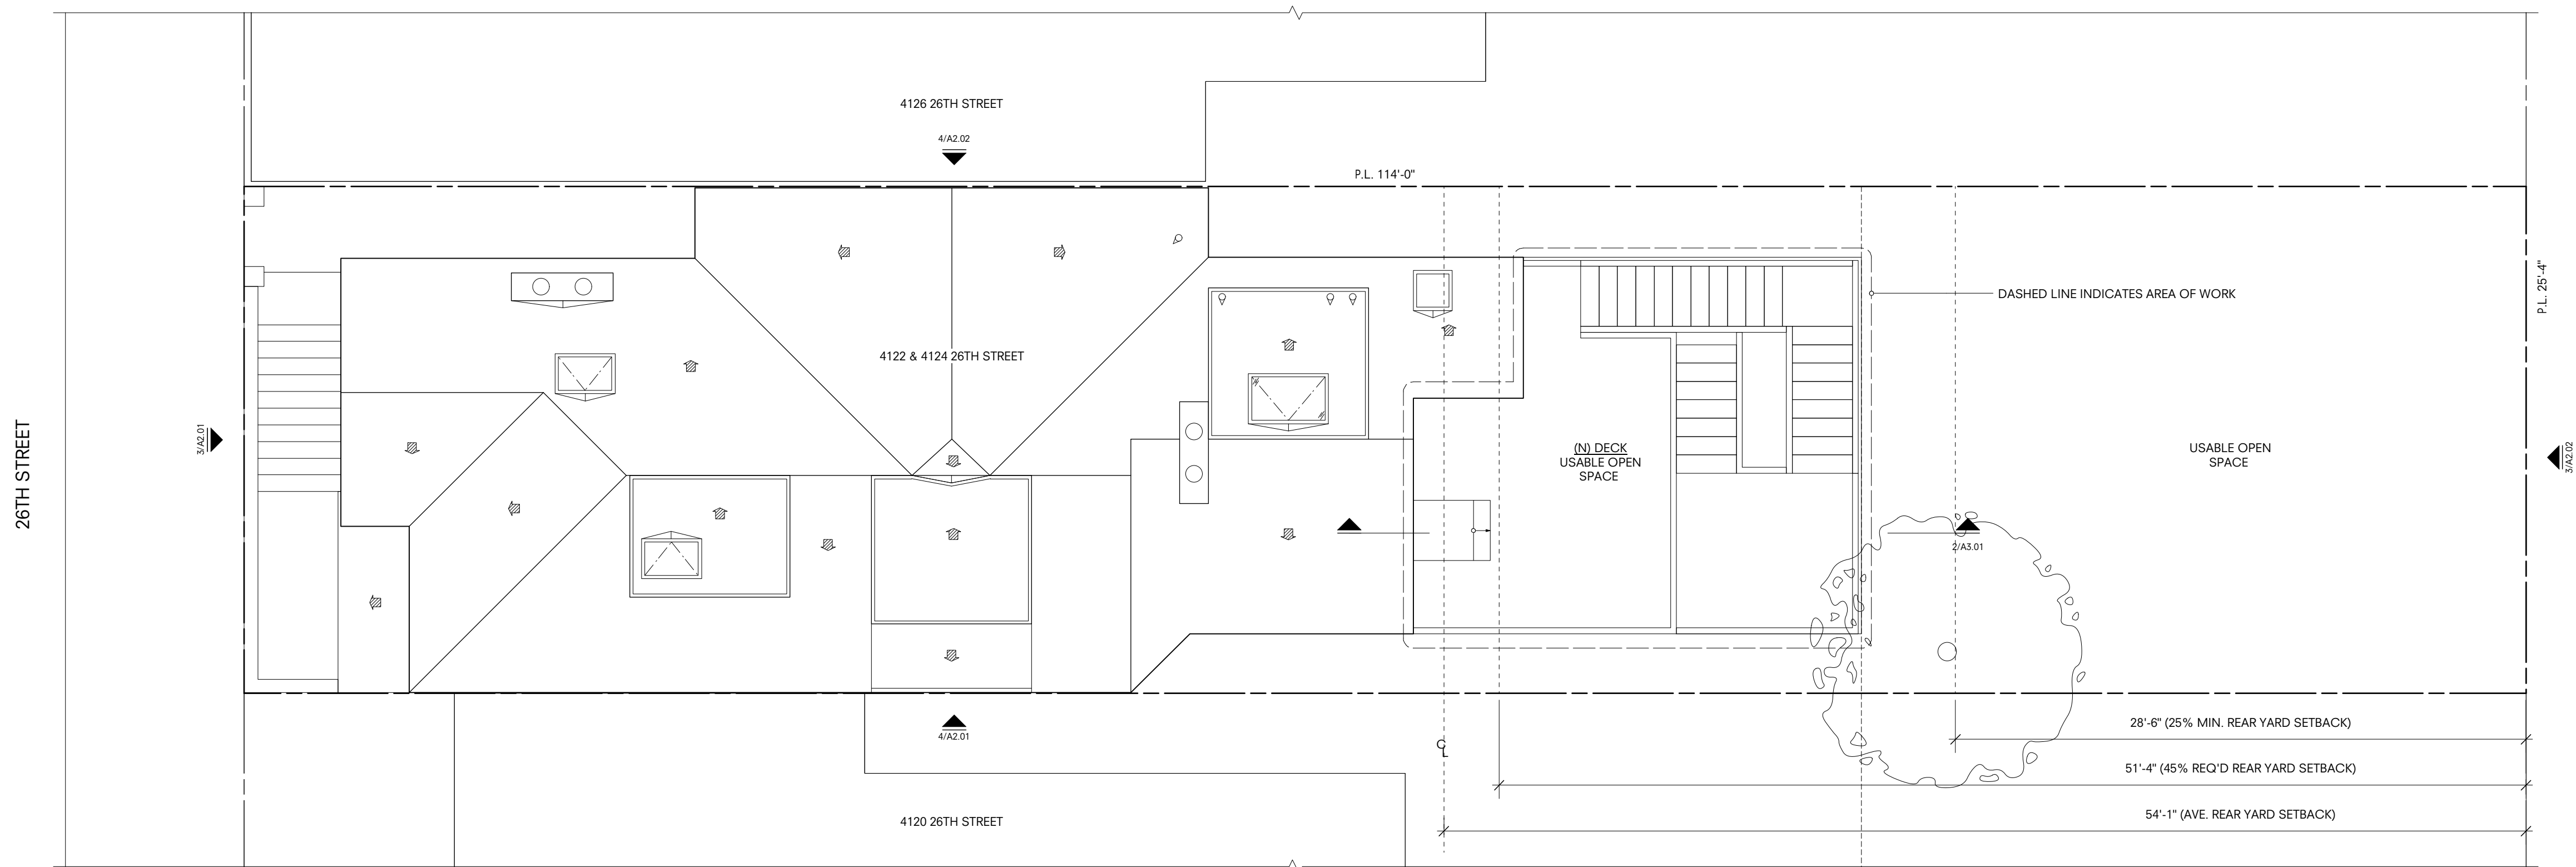 4126 26TH STREET
4/A2.02
P.L. 114'-0"
P.L. 25'-4"
DASHED LINE INDICATES AREA OF WORK
4122 & 4124 26TH STREET
26TH STREET
3/A2.01
(N) DECK
USABLE OPEN
SPACE
USABLE OPEN
SPACE
3/A2.02
2/A3.01
4/A2.01
CL
28'-6" (25% MIN. REAR YARD SETBACK)
51'-4" (45% REQ'D REAR YARD SETBACK)
54'-1" (AVE. REAR YARD SETBACK)
4120 26TH STREET